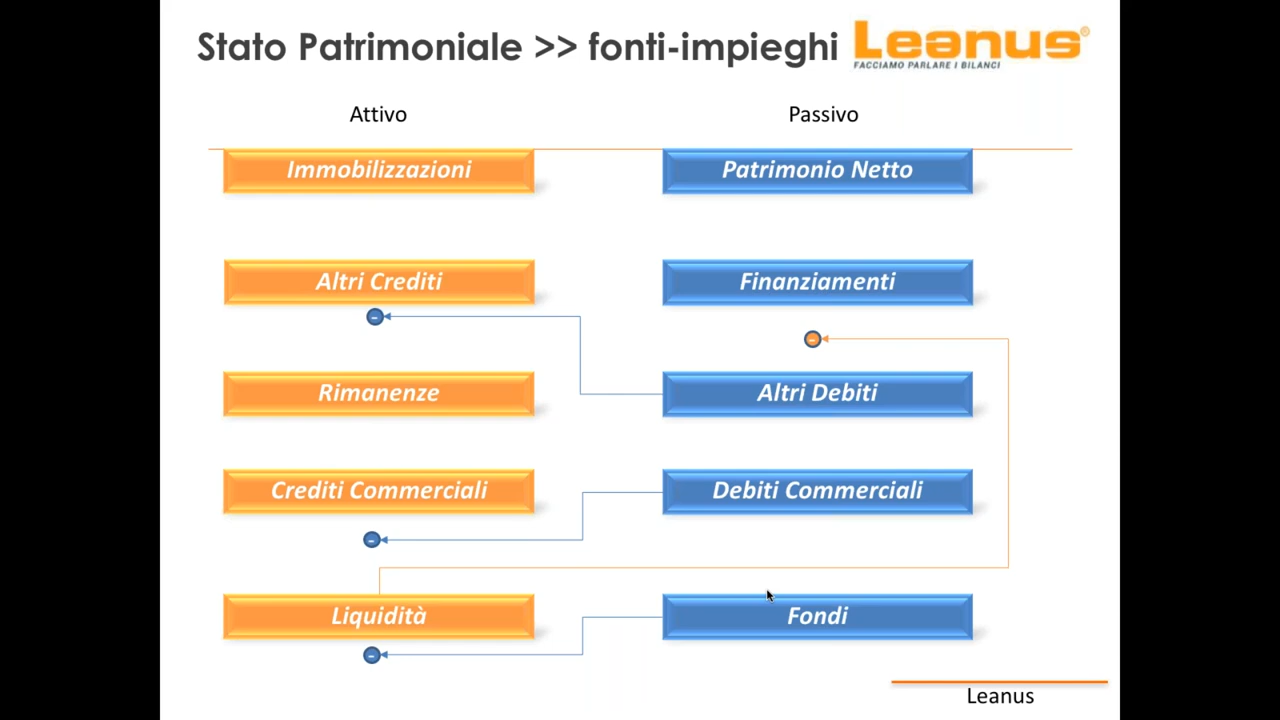 Stato Patrimoniale >> fonti-impieghi
Leanus®
FACCIAMO PARLARE I BILANCI
Attivo
Passivo
Immobilizzazioni
Patrimonio Netto
Altri Crediti
Finanziamenti
-
-
Rimanenze
Altri Debiti
Crediti Commerciali
Debiti Commerciali
-
Liquidità
Fondi
-
Leanus